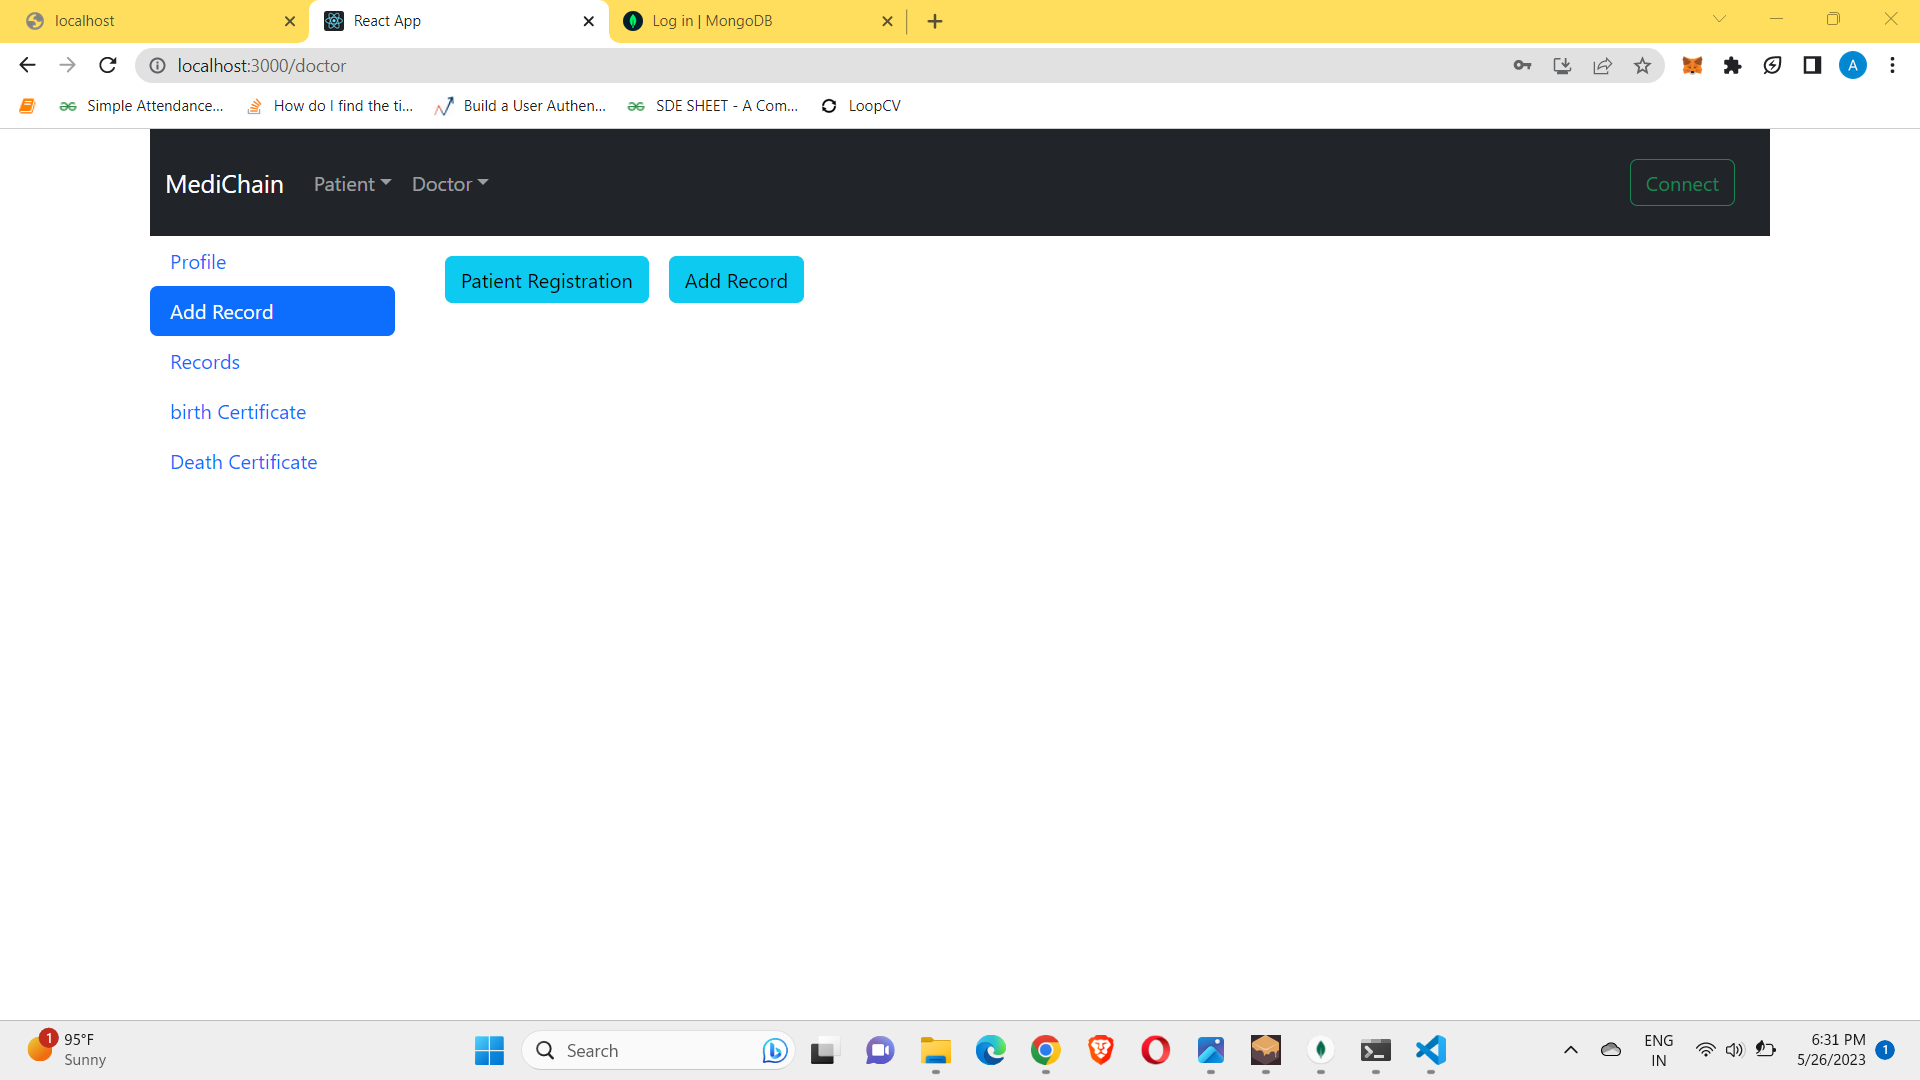 localhost
React App
Log in | MongoDB
localhost:3000/doctor
A
Simple Attendance...
How do I find the ti...
Build a User Authen...
SDE SHEET - A Com...
LoopCV
MediChain
Patient
Doctor
Connect
Profile
Patient Registration
Add Record
Add Record
Records
birth Certificate
Death Certificate
1
95°F
Sunny
Search
ENG
IN
6:31 PM
5/26/2023
1